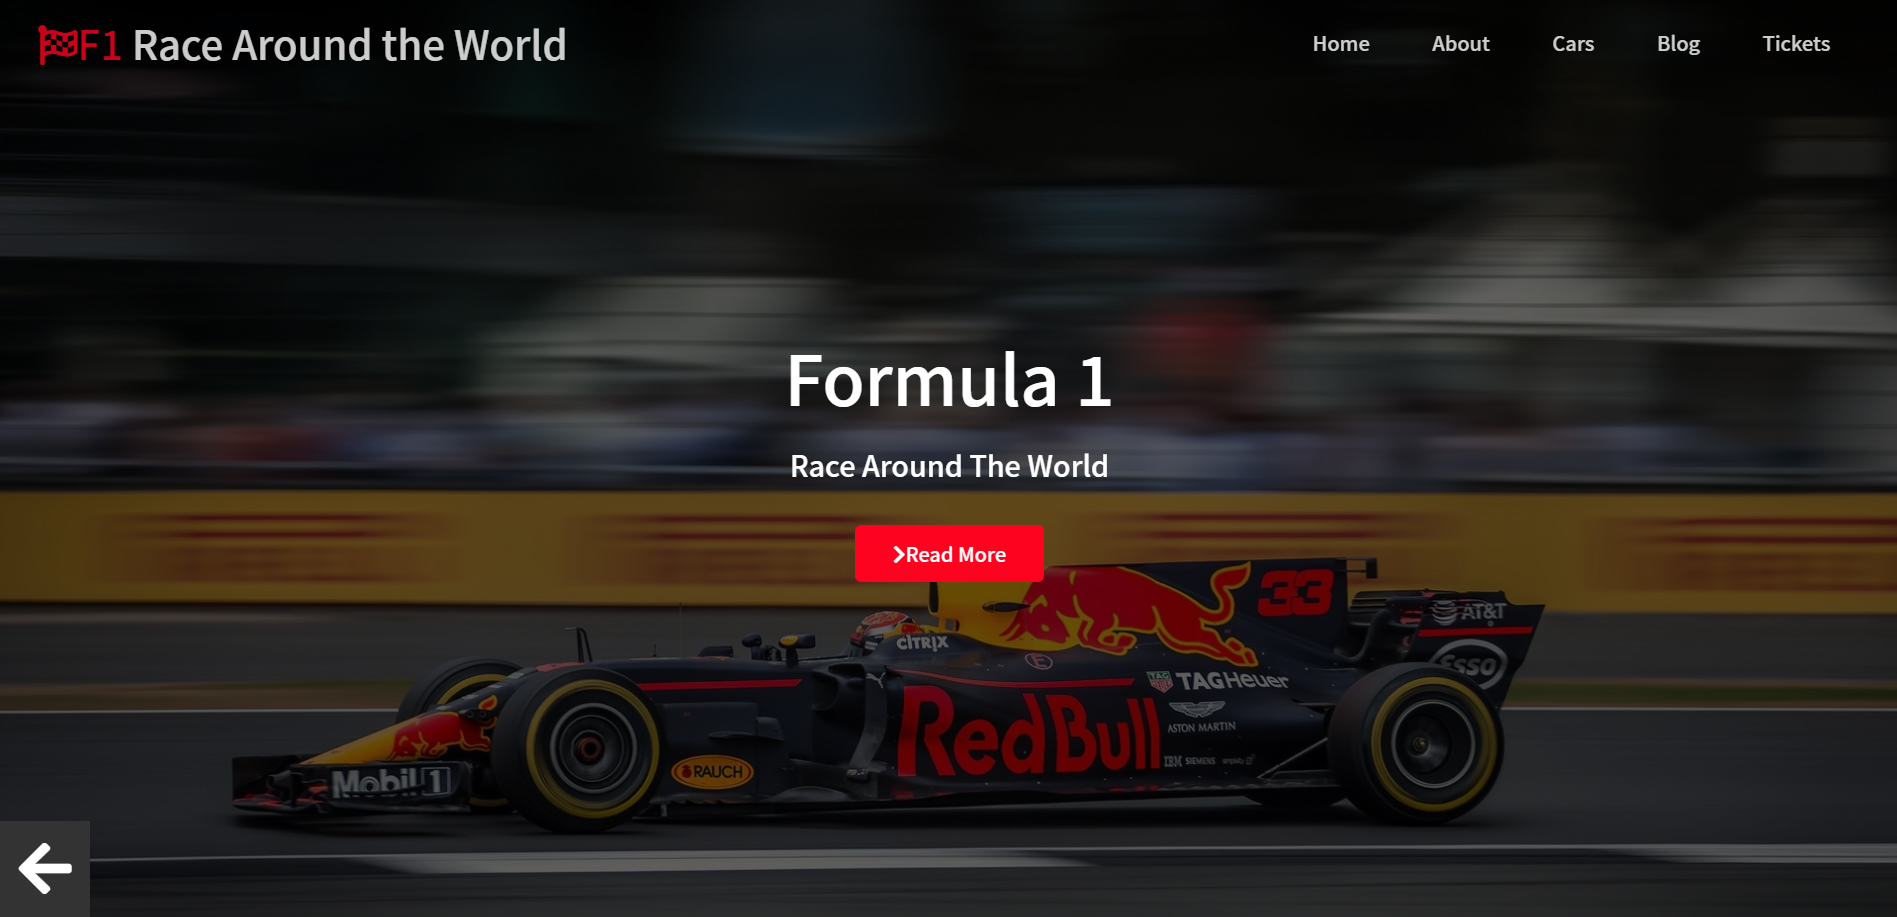 F1 Race Around the World
Home About Cars Blog Tickets
Formula 1
Race Around The World
Read More
33
AT&T
CITRIX
ESSO
TAG
TAGHeuer
Red Bull
ASTON MARTIN
IBM SIEMENS
RAUCH
Mobil 1